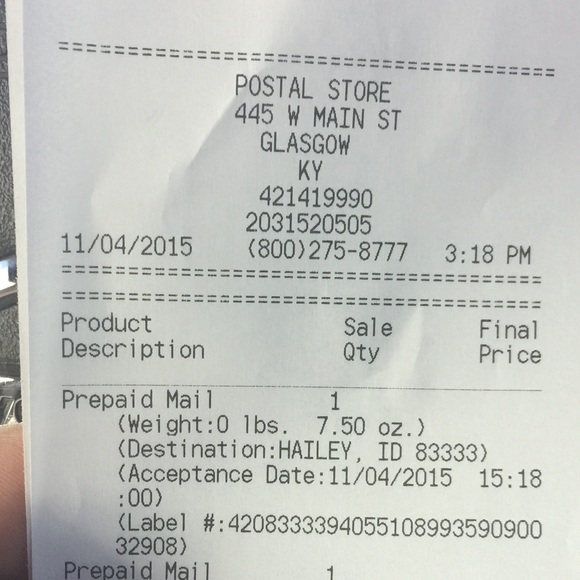 ========================================
POSTAL STORE
445 W MAIN ST
GLASGOW
KY
421419990
2031520505
11/04/2015 (800)275-8777 3:18 PM
========================================
========================================
Product Sale Final
Description Qty Price
Prepaid Mail 1
(Weight:0 lbs. 7.50 oz.)
(Destination:HAILEY, ID 83333)
(Acceptance Date:11/04/2015 15:18
:00)
(Label #:420833339405510899359090​0
32908)
Prepaid Mail 1